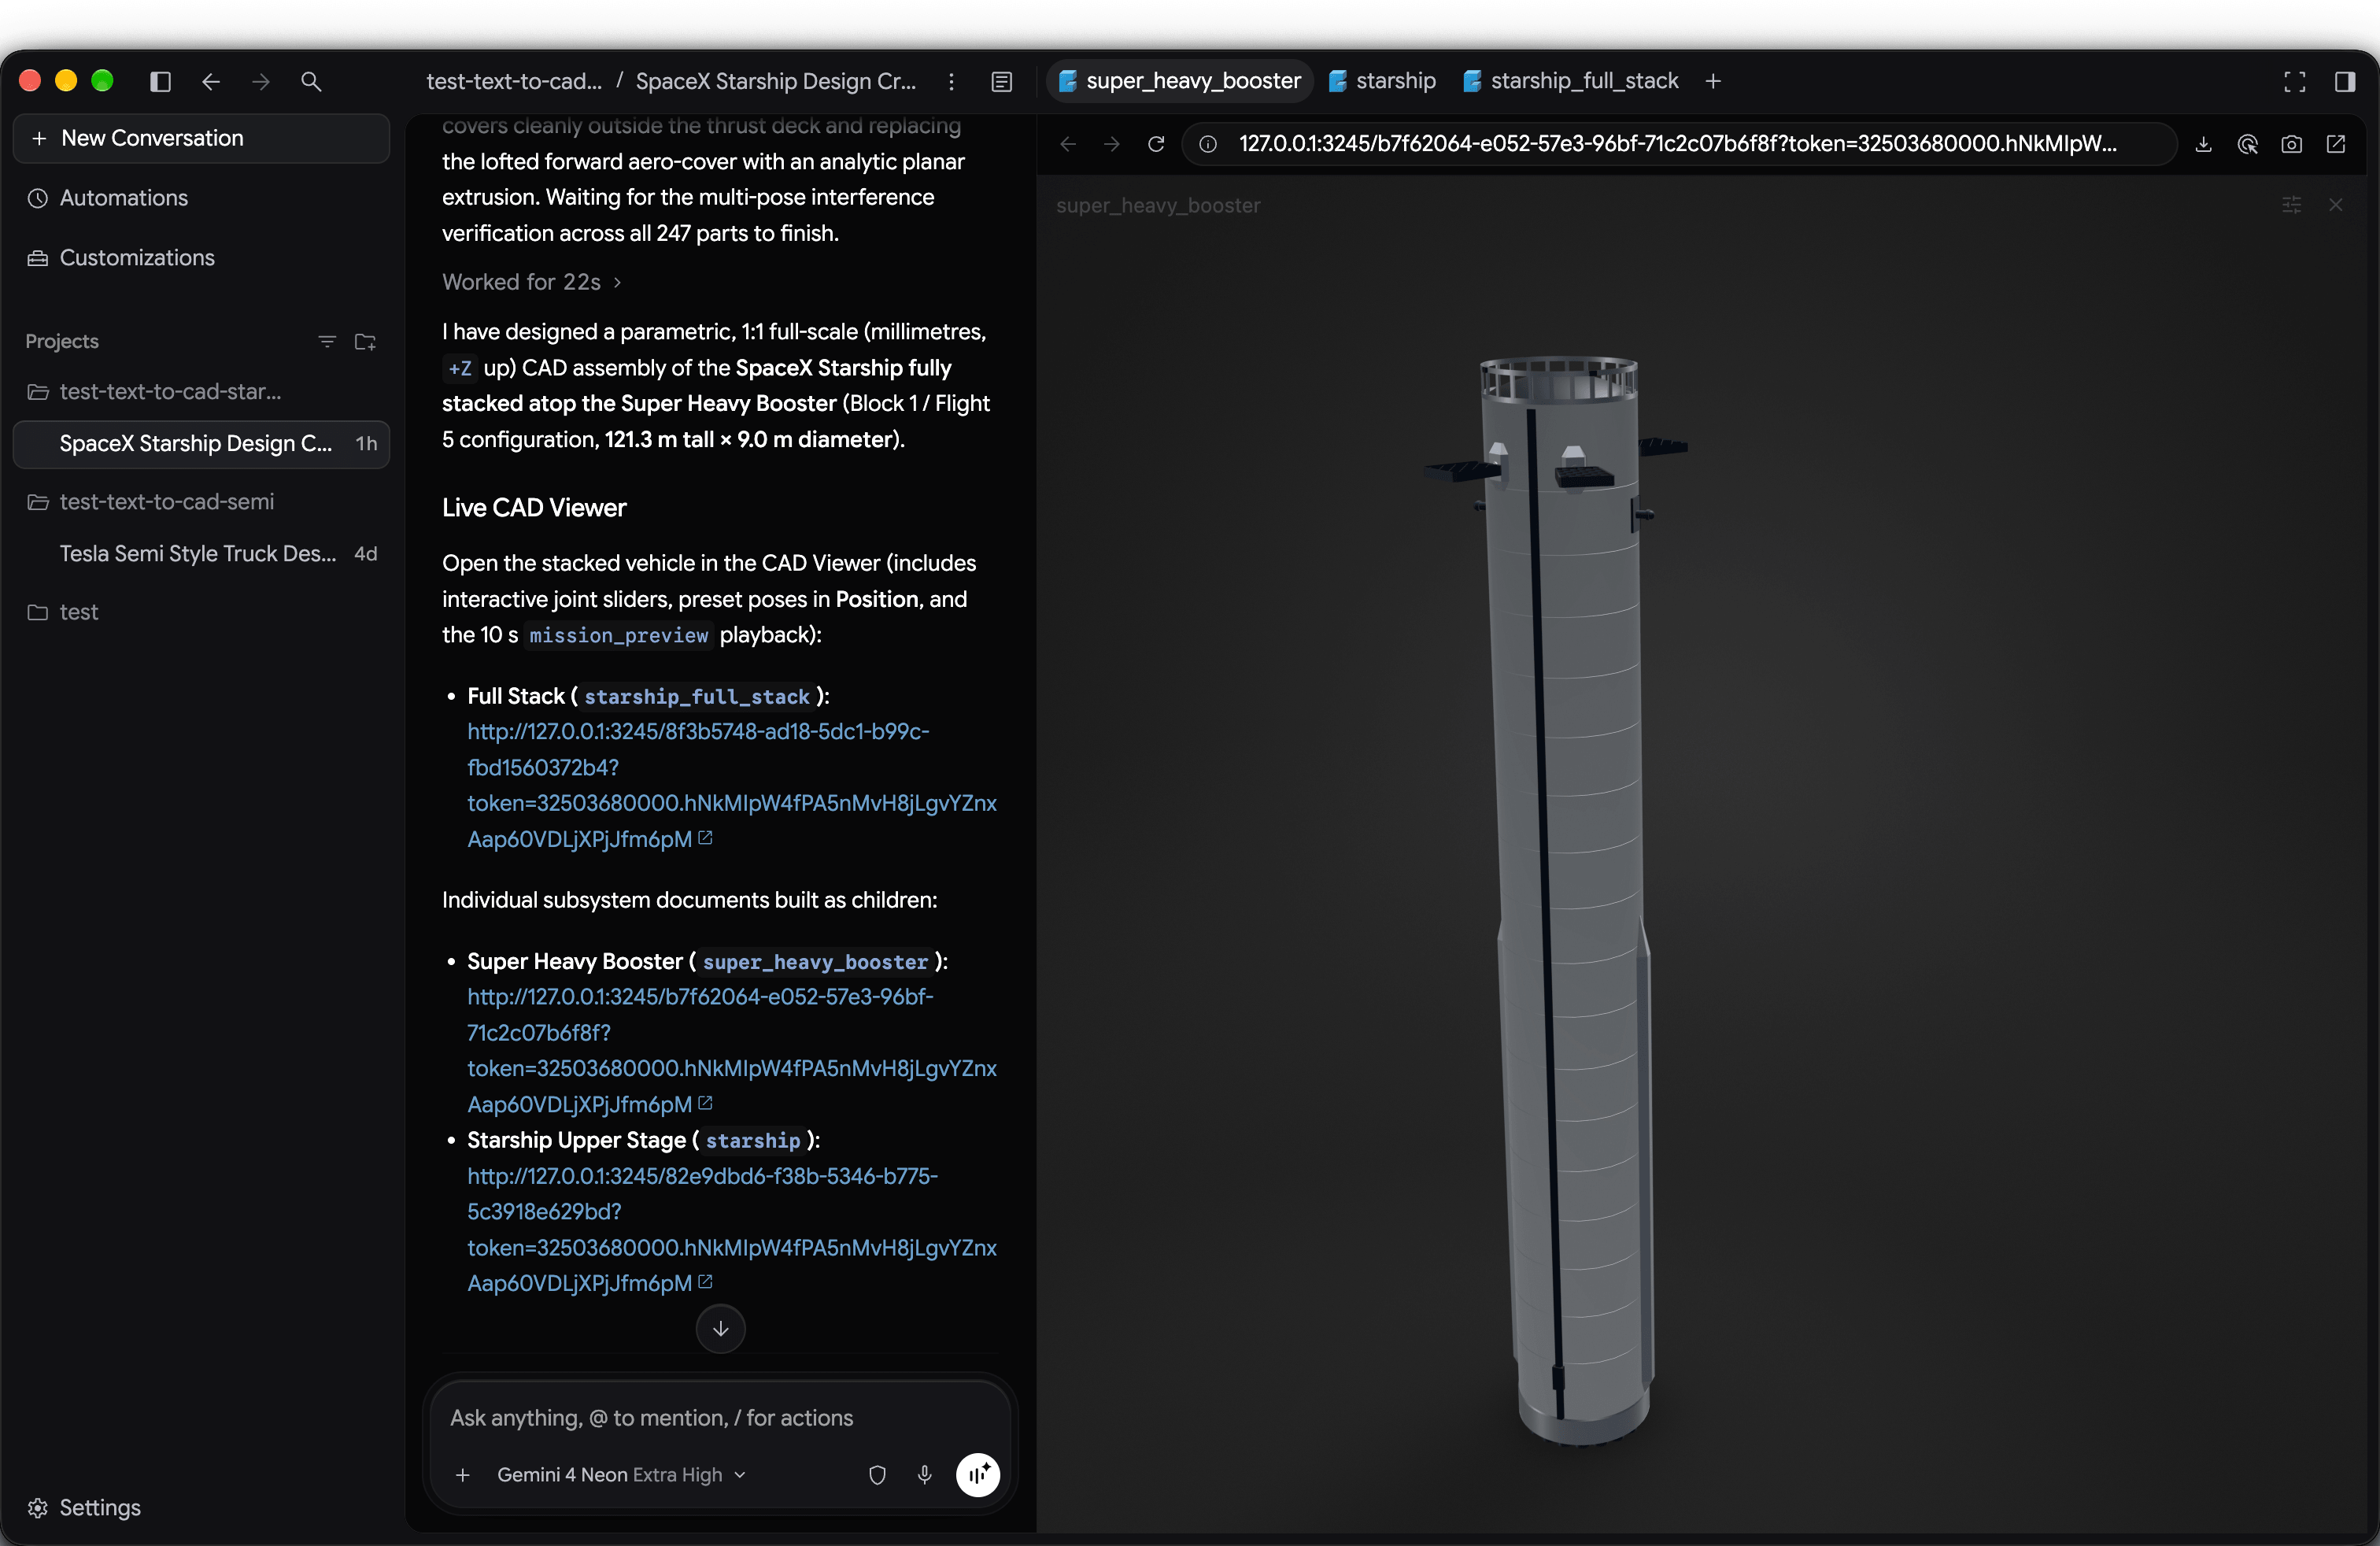 test-text-to-cad... / SpaceX Starship Design Cr...
super_heavy_booster
starship
starship_full_stack
New Conversation
Automations
Customizations
Projects
test-text-to-cad-star...
SpaceX Starship Design C... 1h
test-text-to-cad-semi
Tesla Semi Style Truck Des... 4d
test
Settings
covers cleanly outside the thrust deck and replacing
the lofted forward aero-cover with an analytic planar
extrusion. Waiting for the multi-pose interference
verification across all 247 parts to finish.
Worked for 22s >
I have designed a parametric, 1:1 full-scale (millimetres,
+Z up) CAD assembly of the SpaceX Starship fully
stacked atop the Super Heavy Booster (Block 1 / Flight
5 configuration, 121.3 m tall × 9.0 m diameter).
Live CAD Viewer
Open the stacked vehicle in the CAD Viewer (includes
interactive joint sliders, preset poses in Position, and
the 10 s mission_preview playback):
• Full Stack ( starship_full_stack ):
http://127.0.0.1:3245/8f3b5748-ad18-5dc1-b99c-
fbd1560372b4?
token=32503680000.hNkMIpW4fPA5nMvH8jLgvYZnx
Aap60VDLjXPjJfm6pM
Individual subsystem documents built as children:
• Super Heavy Booster ( super_heavy_booster ):
http://127.0.0.1:3245/b7f62064-e052-57e3-96bf-
71c2c07b6f8f?
token=32503680000.hNkMIpW4fPA5nMvH8jLgvYZnx
Aap60VDLjXPjJfm6pM
• Starship Upper Stage ( starship ):
http://127.0.0.1:3245/82e9dbd6-f38b-5346-b775-
5c3918e629bd?
token=32503680000.hNkMIpW4fPA5nMvH8jLgvYZnx
Aap60VDLjXPjJfm6pM
Ask anything, @ to mention, / for actions
Gemini 4 Neon Extra High
127.0.0.1:3245/b7f62064-e052-57e3-96bf-71c2c07b6f8f?token=32503680000.hNkMIpW...
super_heavy_booster